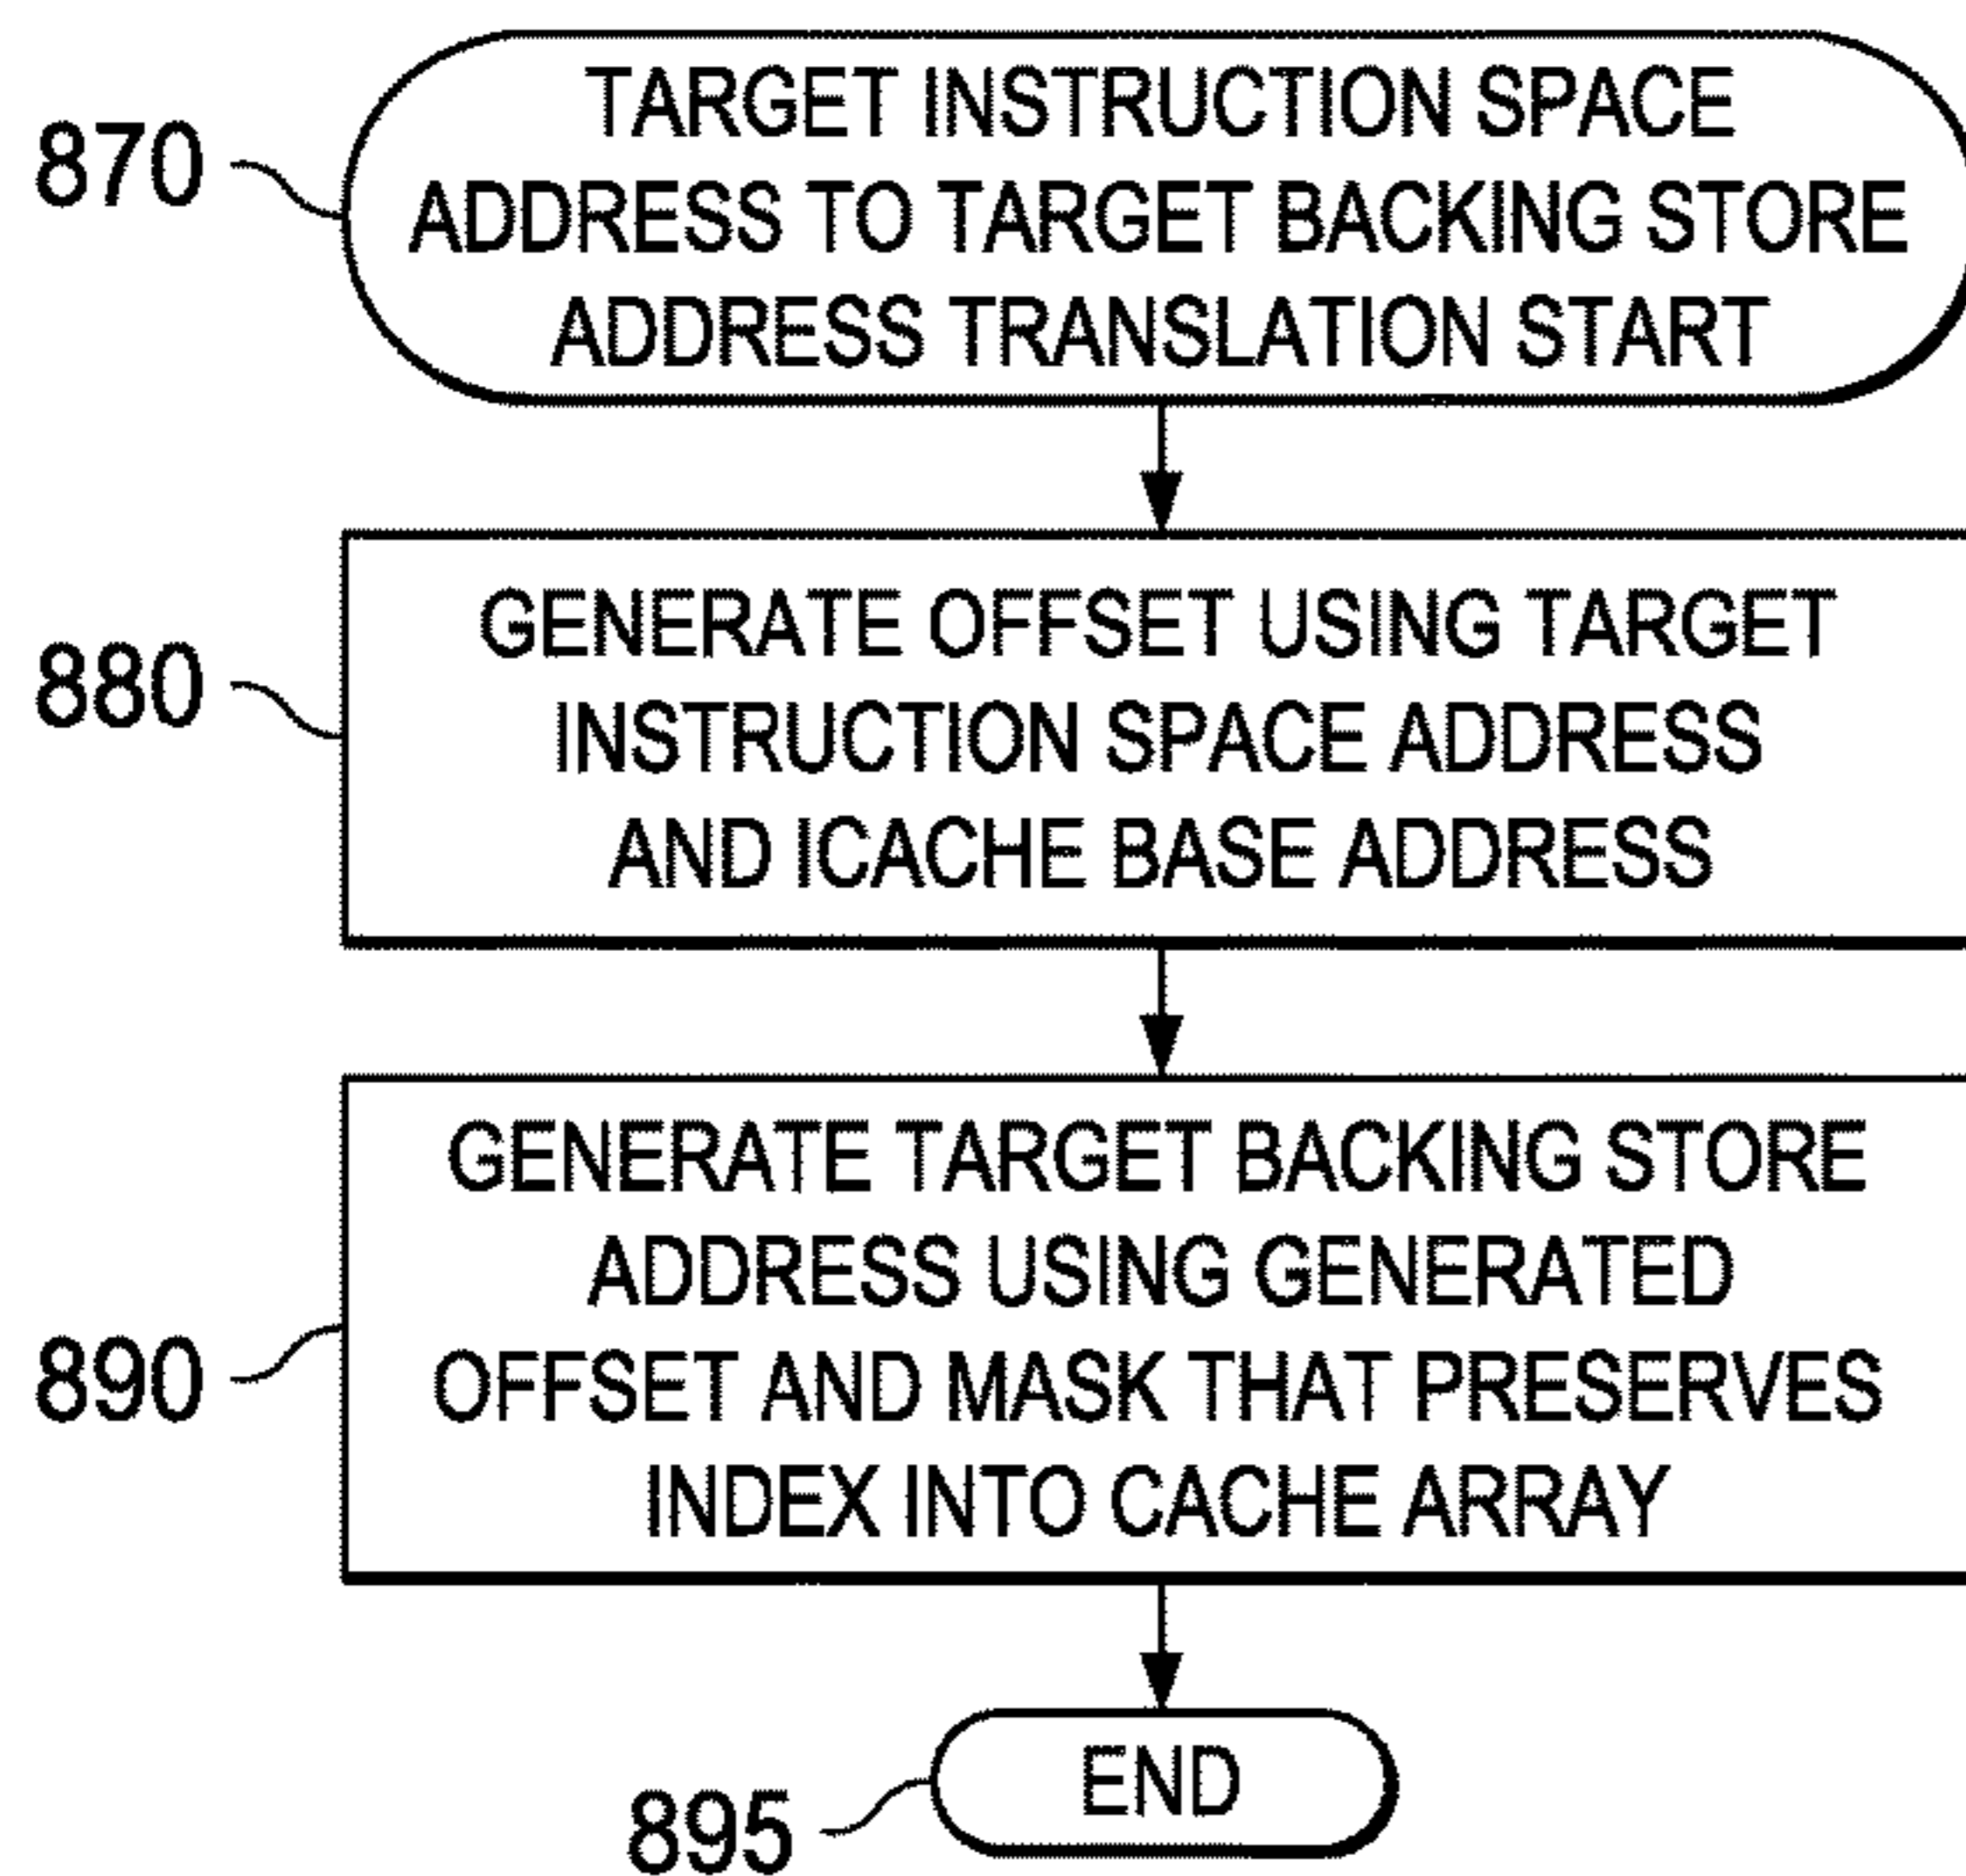 870
TARGET INSTRUCTION SPACE
ADDRESS TO TARGET BACKING STORE
ADDRESS TRANSLATION START
880
GENERATE OFFSET USING TARGET
INSTRUCTION SPACE ADDRESS
AND ICACHE BASE ADDRESS
890
GENERATE TARGET BACKING STORE
ADDRESS USING GENERATED
OFFSET AND MASK THAT PRESERVES
INDEX INTO CACHE ARRAY
895
END